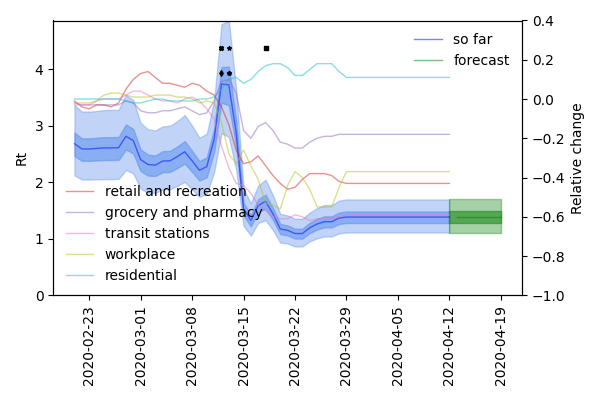 0.4
4
so far
forecast
0.2
0.0
3
−0.2
Rt
Relative change
2
retail and recreation
−0.4
grocery and pharmacy
1
transit stations
−0.6
workplace
−0.8
residential
0
−1.0
2020-02-23
2020-03-01
2020-03-08
2020-03-15
2020-03-22
2020-03-29
2020-04-05
2020-04-12
2020-04-19